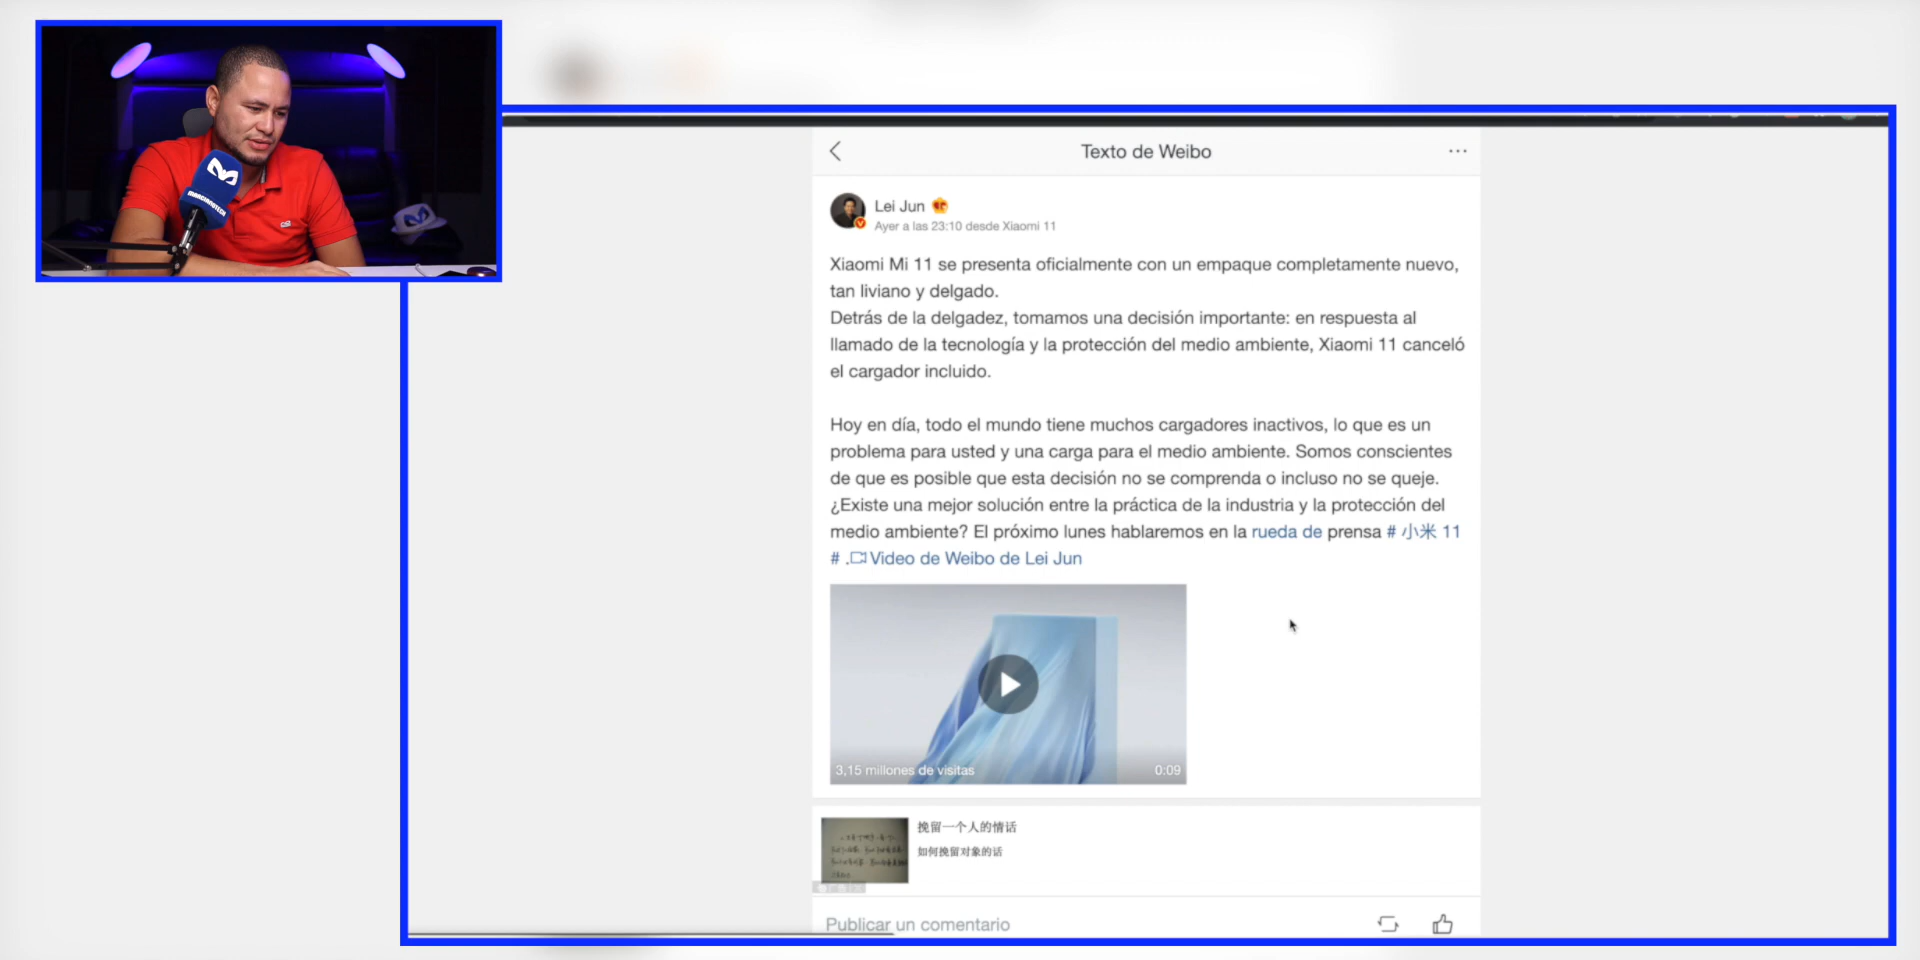 MARCIANOTECH
Texto de Weibo
Lei Jun
Ayer a las 23:10 desde Xiaomi 11
Xiaomi Mi 11 se presenta oficialmente con un empaque completamente nuevo,
tan liviano y delgado.
Detrás de la delgadez, tomamos una decisión importante: en respuesta al
llamado de la tecnología y la protección del medio ambiente, Xiaomi 11 canceló
el cargador incluido.
Hoy en día, todo el mundo tiene muchos cargadores inactivos, lo que es un
problema para usted y una carga para el medio ambiente. Somos conscientes
de que es posible que esta decisión no se comprenda o incluso no se queje.
¿Existe una mejor solución entre la práctica de la industria y la protección del
medio ambiente? El próximo lunes hablaremos en la rueda de prensa # 小米 11
# .Video de Weibo de Lei Jun
3,15 millones de visitas 0:09
挽留一个人的情话
如何挽留对象的话
Publicar un comentario